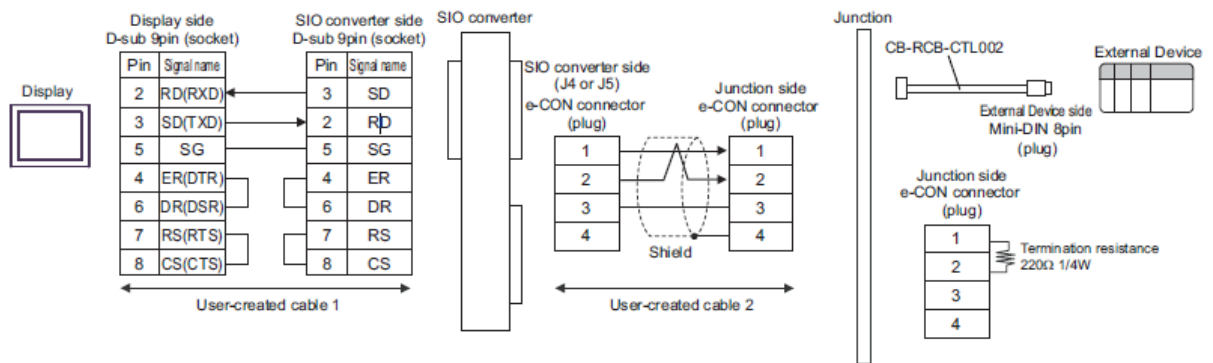 Display
Display side
D-sub 9pin (socket)
Pin Signal name
2 RD(RXD)
3 SD(TXD)
5 SG
4 ER(DTR)
6 DR(DSR)
7 RS(RTS)
8 CS(CTS)
SIO converter side
D-sub 9pin (socket)
Pin Signal name
3 SD
2 RD
5 SG
4 ER
6 DR
7 RS
8 CS
User-created cable 1
SIO converter
SIO converter side
(J4 or J5)
e-CON connector
(plug)
1
2
3
4
Shield
Junction side
e-CON connector
(plug)
1
2
3
4
User-created cable 2
Junction
CB-RCB-CTL002
External Device
External Device side
Mini-DIN 8pin
(plug)
Junction side
e-CON connector
(plug)
1
2
3
4
Termination resistance
220Ω 1/4W